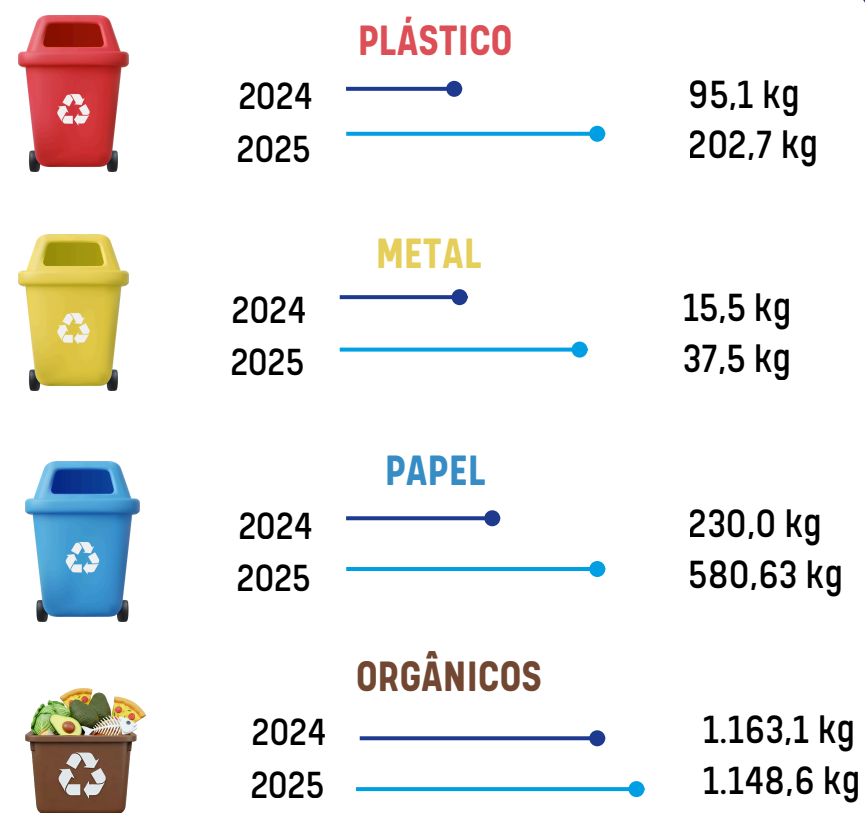 PLÁSTICO
2024 95,1 kg
2025 202,7 kg
METAL
2024 15,5 kg
2025 37,5 kg
PAPEL
2024 230,0 kg
2025 580,63 kg
ORGÂNICOS
2024 1.163,1 kg
2025 1.148,6 kg